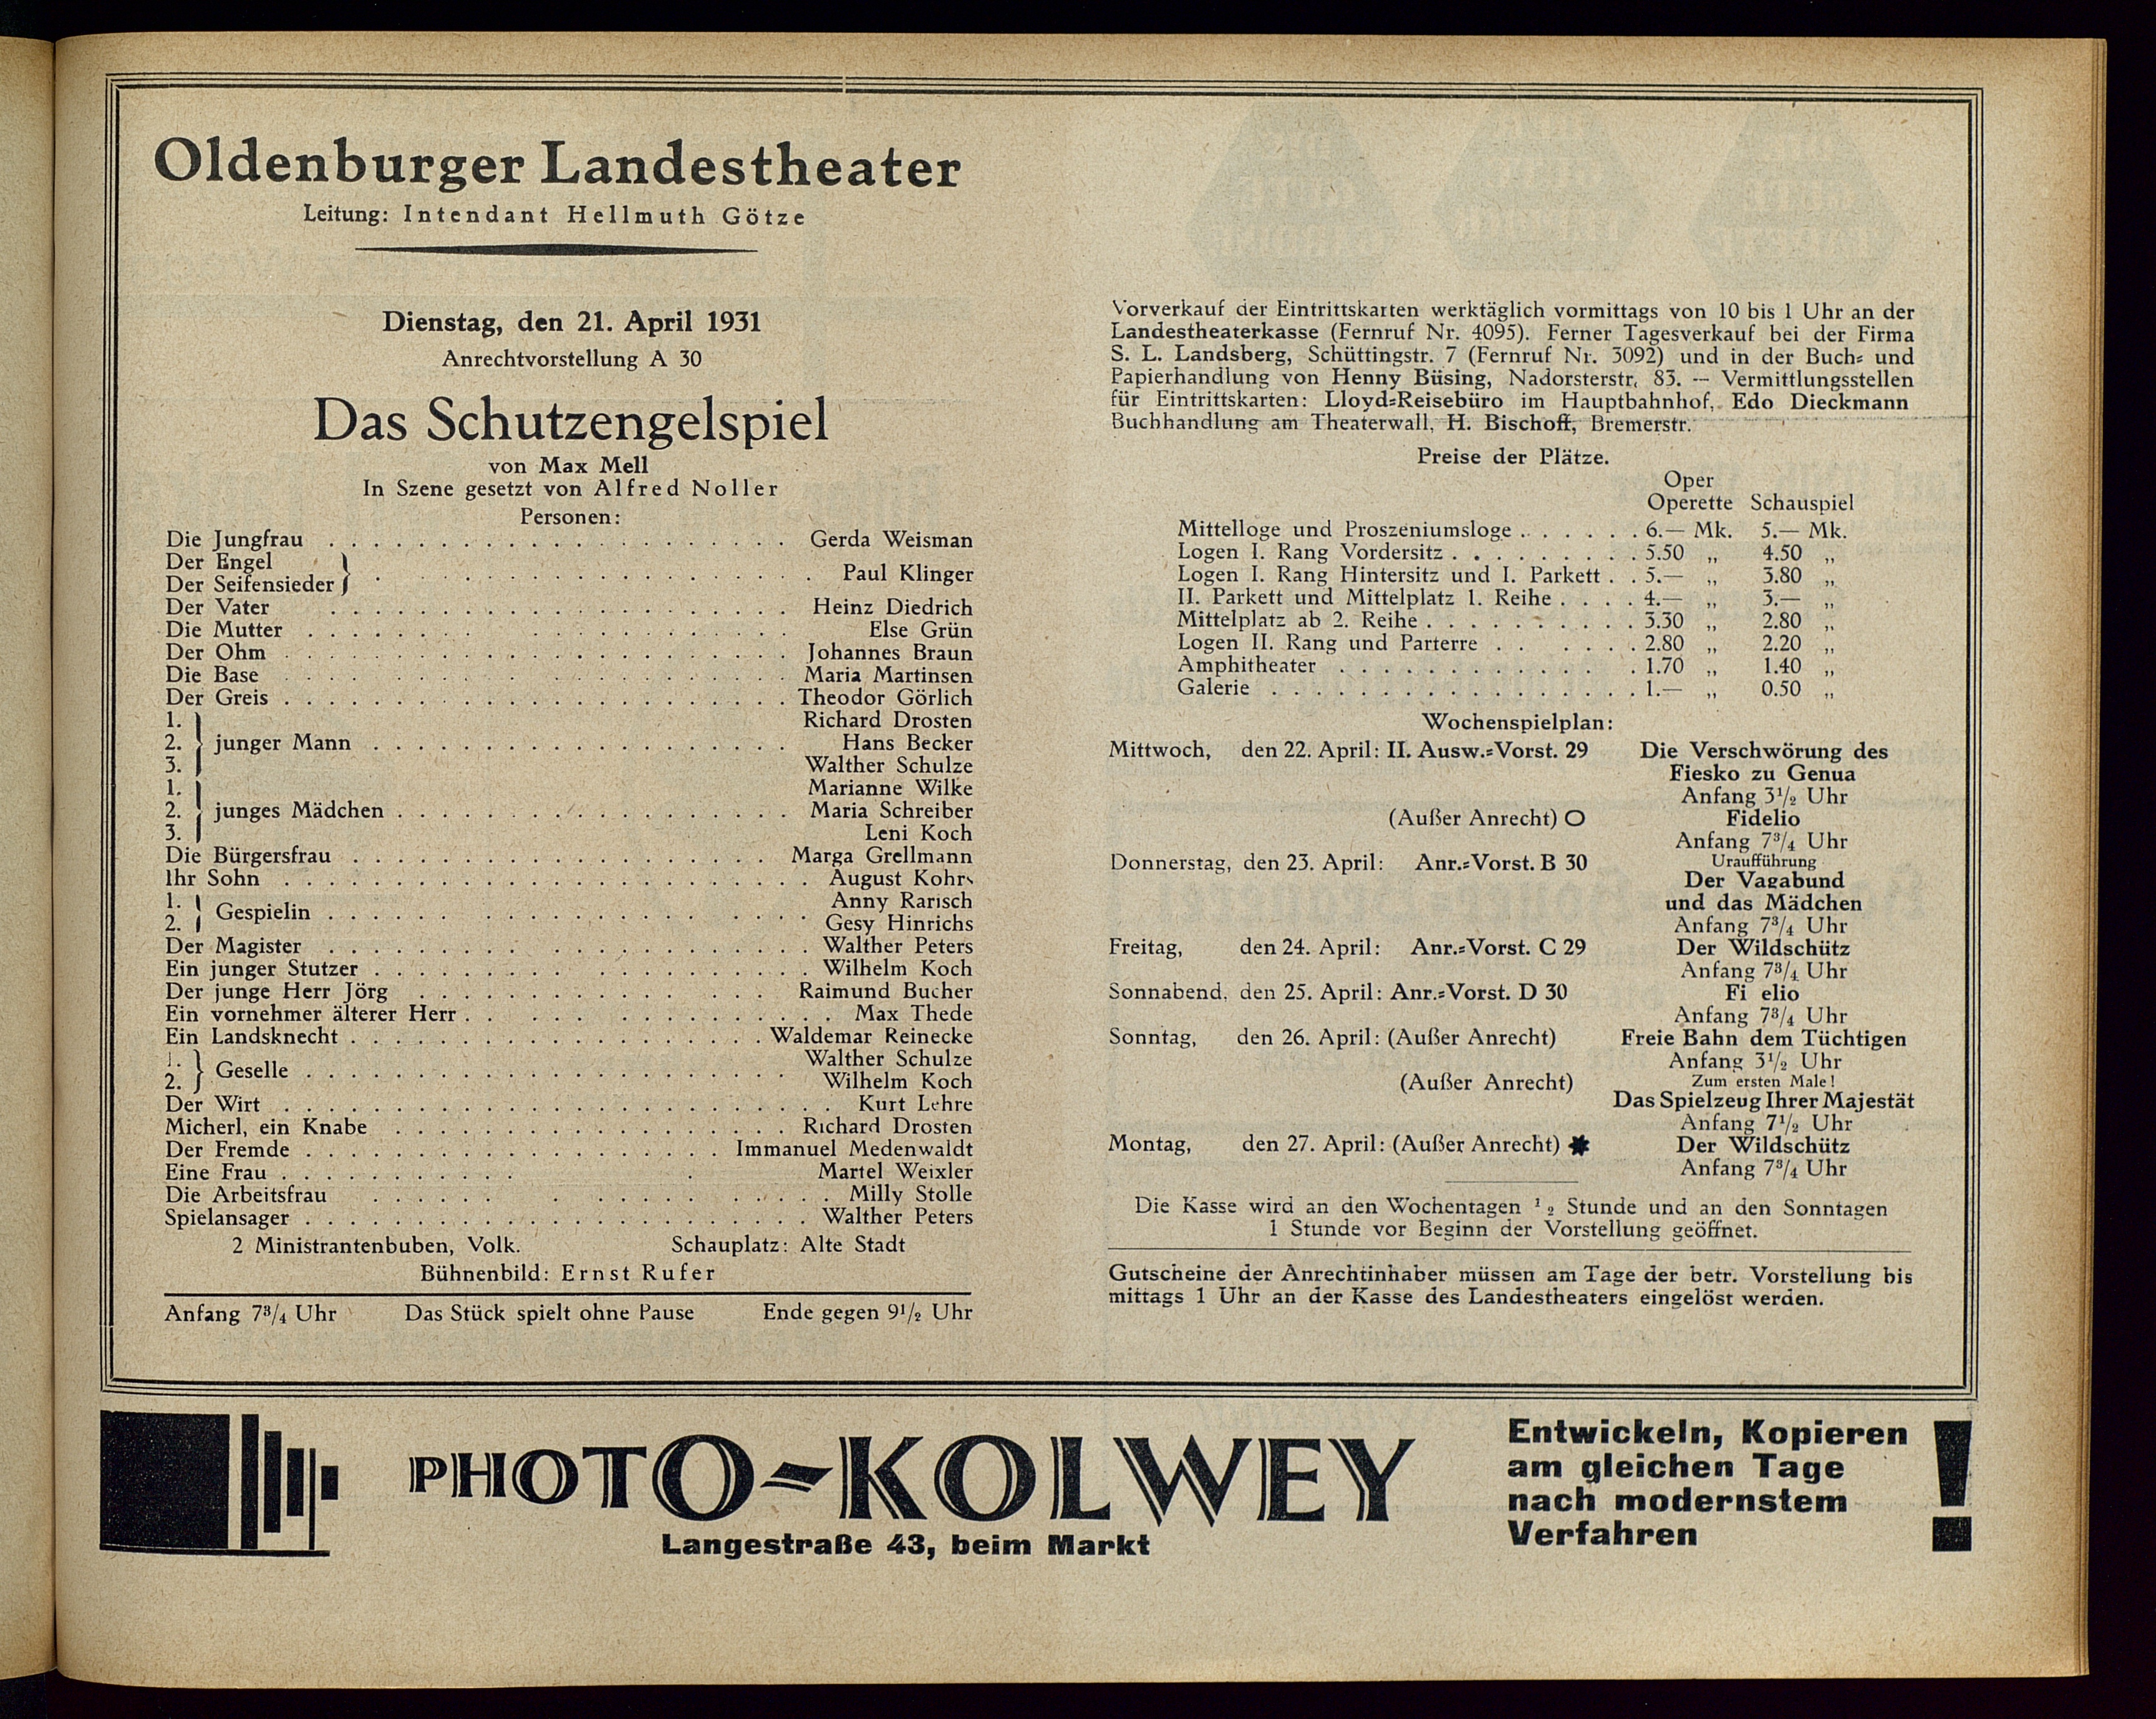 Oldenburger Landestheater
Leitung: Intendant Hellmuth Götze
Dienstag, den 21. April 1931
Anrechtvorstellung A 30
Das Schutzengelspiel
von Max Mell
In Szene gesetzt von Alfred Noller
Personen:
Die Jungfrau . . . . . Gerda Weisman
Der Engel
Der Seifensieder } . . . . . Paul Klinger
Der Vater . . . . . Heinz Diedrich
Die Mutter . . . . . Else Grün
Der Ohm . . . . . Johannes Braun
Die Base . . . . . Maria Martinsen
Der Greis . . . . . Theodor Görlich
1. Richard Drosten
2. } junger Mann . . . . . Hans Becker
3. Walther Schulze
1. Marianne Wilke
2. } junges Mädchen . . . . . Maria Schreiber
3. Leni Koch
Die Bürgersfrau . . . . . Marga Grellmann
Ihr Sohn . . . . . August Kohrs
1. Anny Rarisch
} Gespielin . . . . .
2. Gesy Hinrichs
Der Magister . . . . . Walther Peters
Ein junger Stutzer . . . . . Wilhelm Koch
Der junge Herr Jörg . . . . . Raimund Bucher
Ein vornehmer älterer Herr . . . . . Max Thede
Ein Landsknecht . . . . . Waldemar Reinecke
1. Walther Schulze
} Geselle . . . . .
2. Wilhelm Koch
Der Wirt . . . . . Kurt Lehre
Micherl, ein Knabe . . . . . Richard Drosten
Der Fremde . . . . . Immanuel Medenwaldt
Eine Frau . . . . . Martel Weixler
Die Arbeitsfrau . . . . . Milly Stolle
Spielansager . . . . . Walther Peters
2 Ministrantenbuben, Volk. Schauplatz: Alte Stadt
Bühnenbild: Ernst Rufer
Anfang 7¾ Uhr Das Stück spielt ohne Pause Ende gegen 9½ Uhr
Vorverkauf der Eintrittskarten werktäglich vormittags von 10 bis 1 Uhr an der
Landestheaterkasse (Fernruf Nr. 4095). Ferner Tagesverkauf bei der Firma
S. L. Landsberg, Schüttingstr. 7 (Fernruf Nr. 3092) und in der Buch- und
Papierhandlung von Henny Büsing, Nadorsterstr. 83. — Vermittlungsstellen
für Eintrittskarten: Lloyd-Reisebüro im Hauptbahnhof, Edo Dieckmann
Buchhandlung am Theaterwall, H. Bischoff, Bremerstr.
Preise der Plätze.
Oper
Operette Schauspiel
Mittelloge und Proszeniumsloge . . . . . 6.— Mk. 5.— Mk.
Logen I. Rang Vordersitz . . . . . 5.50 „ 4.50 „
Logen I. Rang Hintersitz und I. Parkett . . 5.— „ 3.80 „
II. Parkett und Mittelplatz 1. Reihe . . . . 4.— „ 3.— „
Mittelplatz ab 2. Reihe . . . . . 3.30 „ 2.80 „
Logen II. Rang und Parterre . . . . . 2.80 „ 2.20 „
Amphitheater . . . . . 1.70 „ 1.40 „
Galerie . . . . . 1.— „ 0.50 „
Wochenspielplan:
Mittwoch, den 22. April: II. Ausw.-Vorst. 29 Die Verschwörung des
Fiesko zu Genua
Anfang 3½ Uhr
(Außer Anrecht) O Fidelio
Anfang 7¾ Uhr
Donnerstag, den 23. April: Anr.-Vorst. B 30 Uraufführung
Der Vagabund
und das Mädchen
Anfang 7¾ Uhr
Freitag, den 24. April: Anr.-Vorst. C 29 Der Wildschütz
Anfang 7¾ Uhr
Sonnabend, den 25. April: Anr.-Vorst. D 30 Fi elio
Anfang 7¾ Uhr
Sonntag, den 26. April: (Außer Anrecht) Freie Bahn dem Tüchtigen
Anfang 3½ Uhr
(Außer Anrecht) Zum ersten Male!
Das Spielzeug Ihrer Majestät
Anfang 7½ Uhr
Montag, den 27. April: (Außer Anrecht) ✱ Der Wildschütz
Anfang 7¾ Uhr
Die Kasse wird an den Wochentagen ½ Stunde und an den Sonntagen
1 Stunde vor Beginn der Vorstellung geöffnet.
Gutscheine der Anrechtinhaber müssen am Tage der betr. Vorstellung bis
mittags 1 Uhr an der Kasse des Landestheaters eingelöst werden.
PHOTO-KOLWEY
Langestraße 43, beim Markt
Entwickeln, Kopieren
am gleichen Tage
nach modernstem
Verfahren !